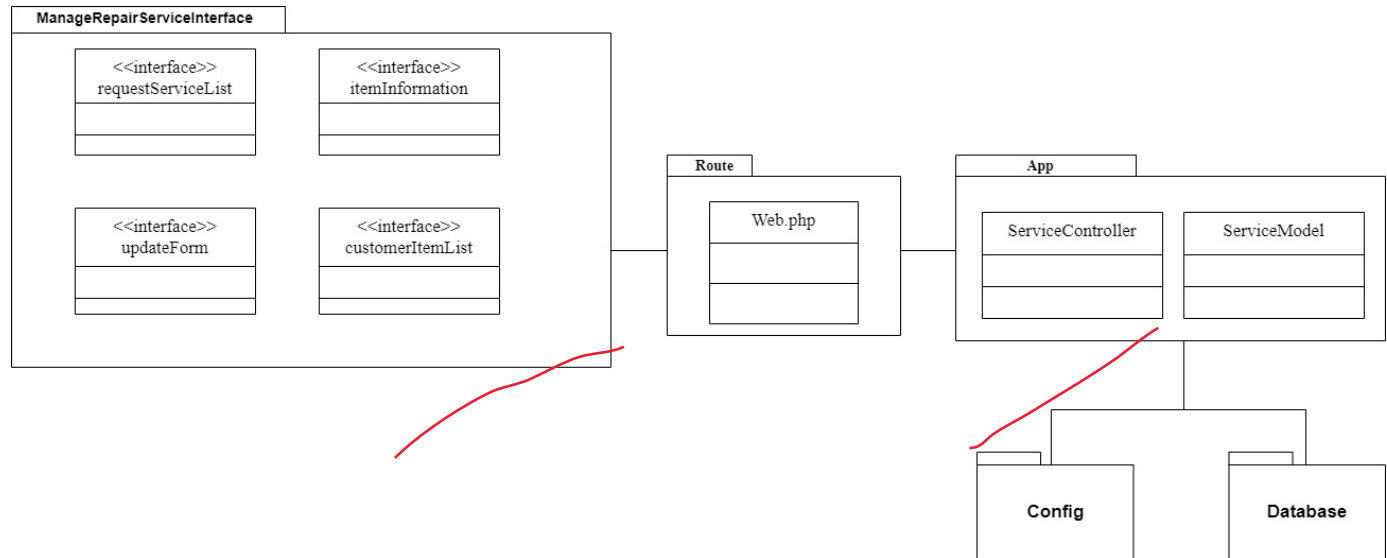 ManageRepairServiceInterface
<<interface>>
requestServiceList
<<interface>>
itemInformation
<<interface>>
updateForm
<<interface>>
customerItemList
Route
Web.php
App
ServiceController
ServiceModel
Config
Database